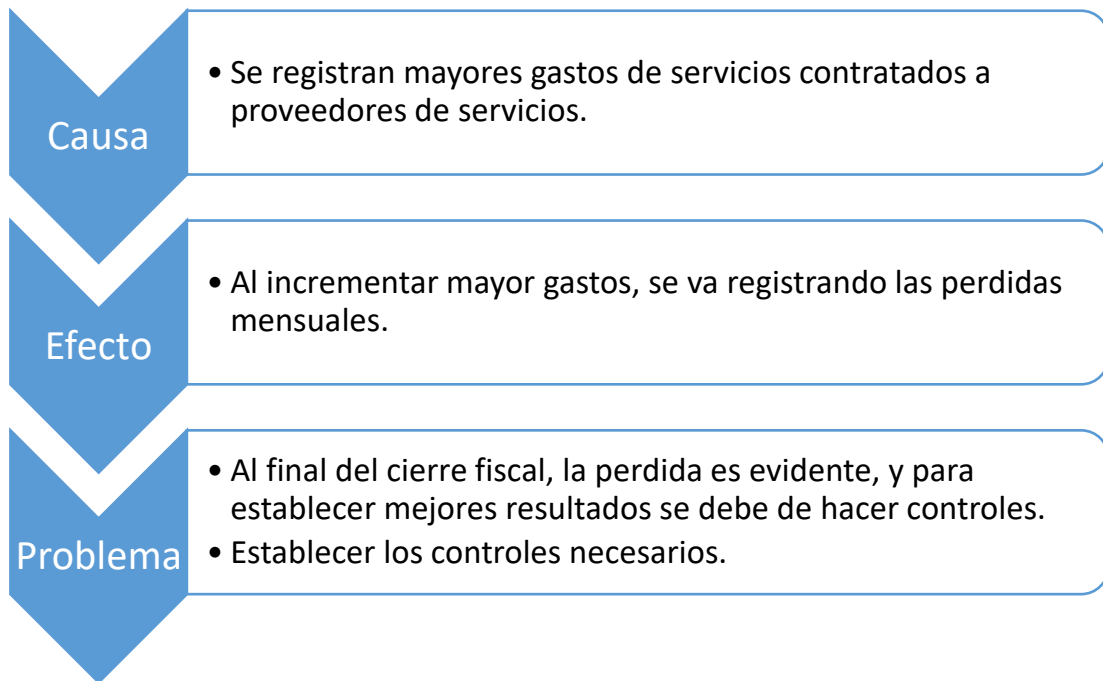 Causa
• Se registran mayores gastos de servicios contratados a
proveedores de servicios.
Efecto
• Al incrementar mayor gastos, se va registrando las perdidas
mensuales.
Problema
• Al final del cierre fiscal, la perdida es evidente, y para
establecer mejores resultados se debe de hacer controles.
• Establecer los controles necesarios.